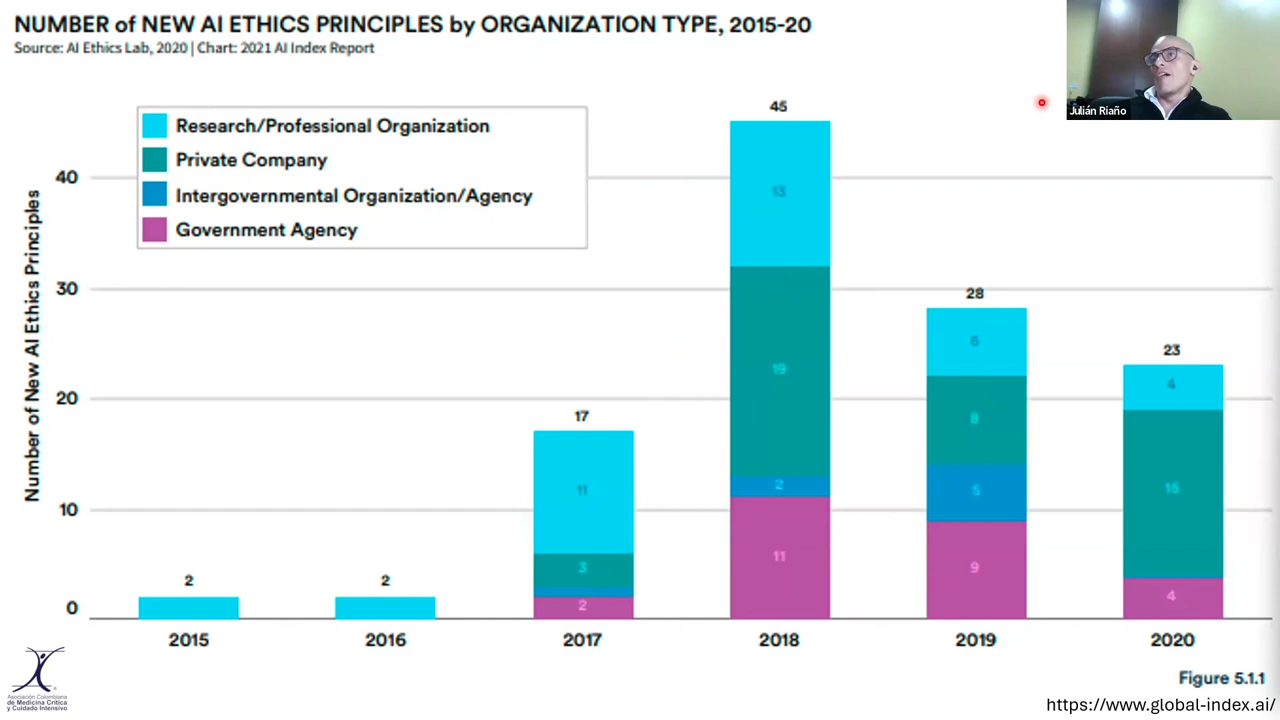 NUMBER of NEW AI ETHICS PRINCIPLES by ORGANIZATION TYPE, 2015-20
Source: AI Ethics Lab, 2020 | Chart: 2021 AI Index Report
Julián Riaño
Research/Professional Organization
Private Company
Intergovernmental Organization/Agency
Government Agency
Number of New AI Ethics Principles
40
30
20
10
0
2
2
17
11
3
2
45
13
19
2
11
28
6
8
5
9
23
4
15
4
2015
2016
2017
2018
2019
2020
Figure 5.1.1
https://www.global-index.ai/
Asociación Colombiana
de Medicina Crítica
y Cuidado Intensivo